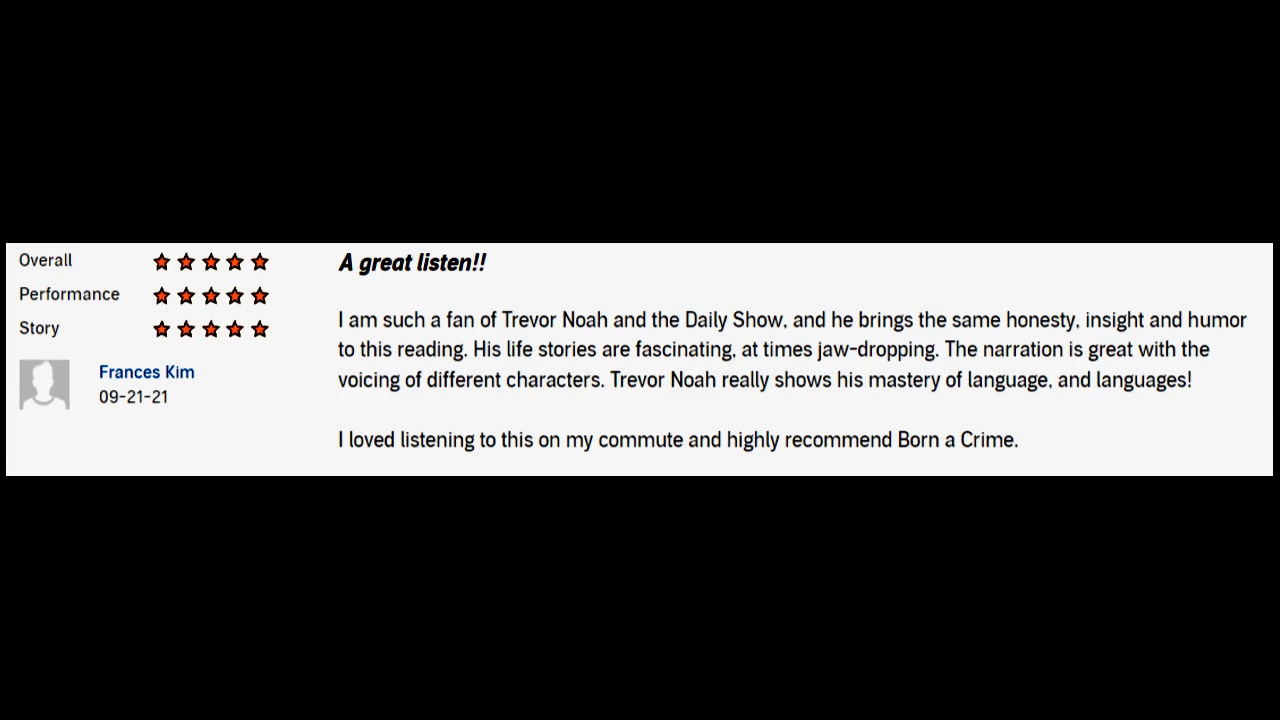 Overall
Performance
Story
Frances Kim
09-21-21
A great listen!!
I am such a fan of Trevor Noah and the Daily Show, and he brings the same honesty, insight and humor
to this reading. His life stories are fascinating, at times jaw-dropping. The narration is great with the
voicing of different characters. Trevor Noah really shows his mastery of language, and languages!
I loved listening to this on my commute and highly recommend Born a Crime.